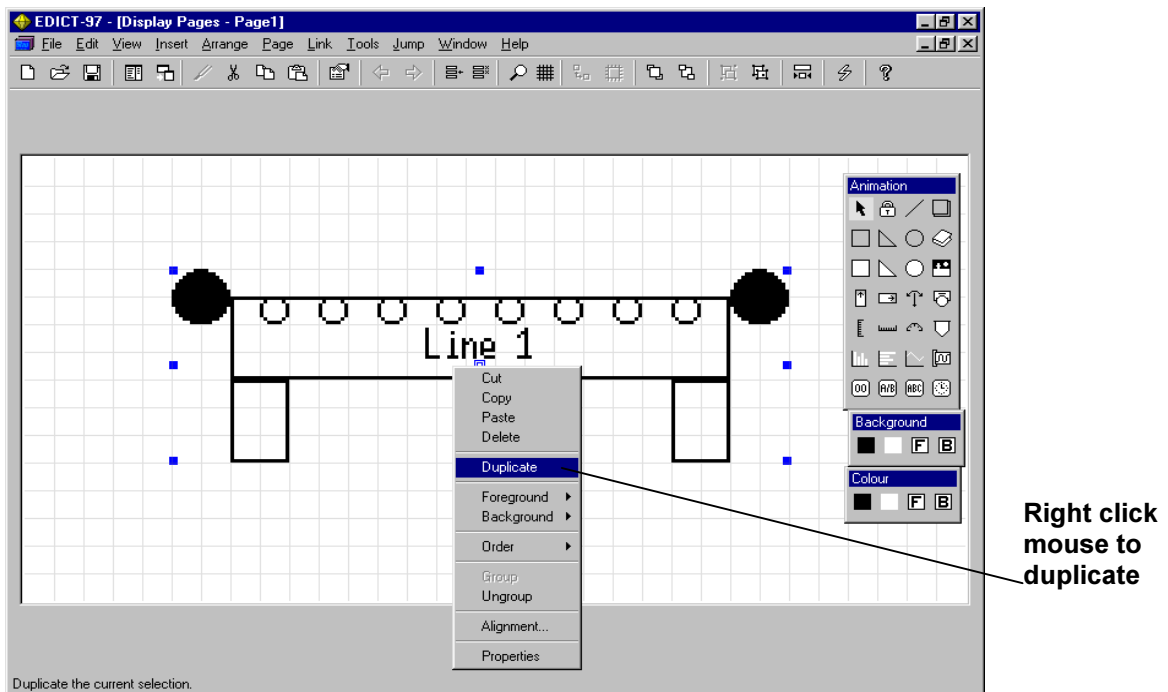 EDICT-97 - [Display Pages - Page1]
File Edit View Insert Arrange Page Link Tools Jump Window Help
Animation
Line 1
00 A/B ABC
Cut
Copy
Paste
Delete
Duplicate
Foreground
Background
Order
Group
Ungroup
Alignment...
Properties
Background
F B
Colour
F B
Right click
mouse to
duplicate
Duplicate the current selection.